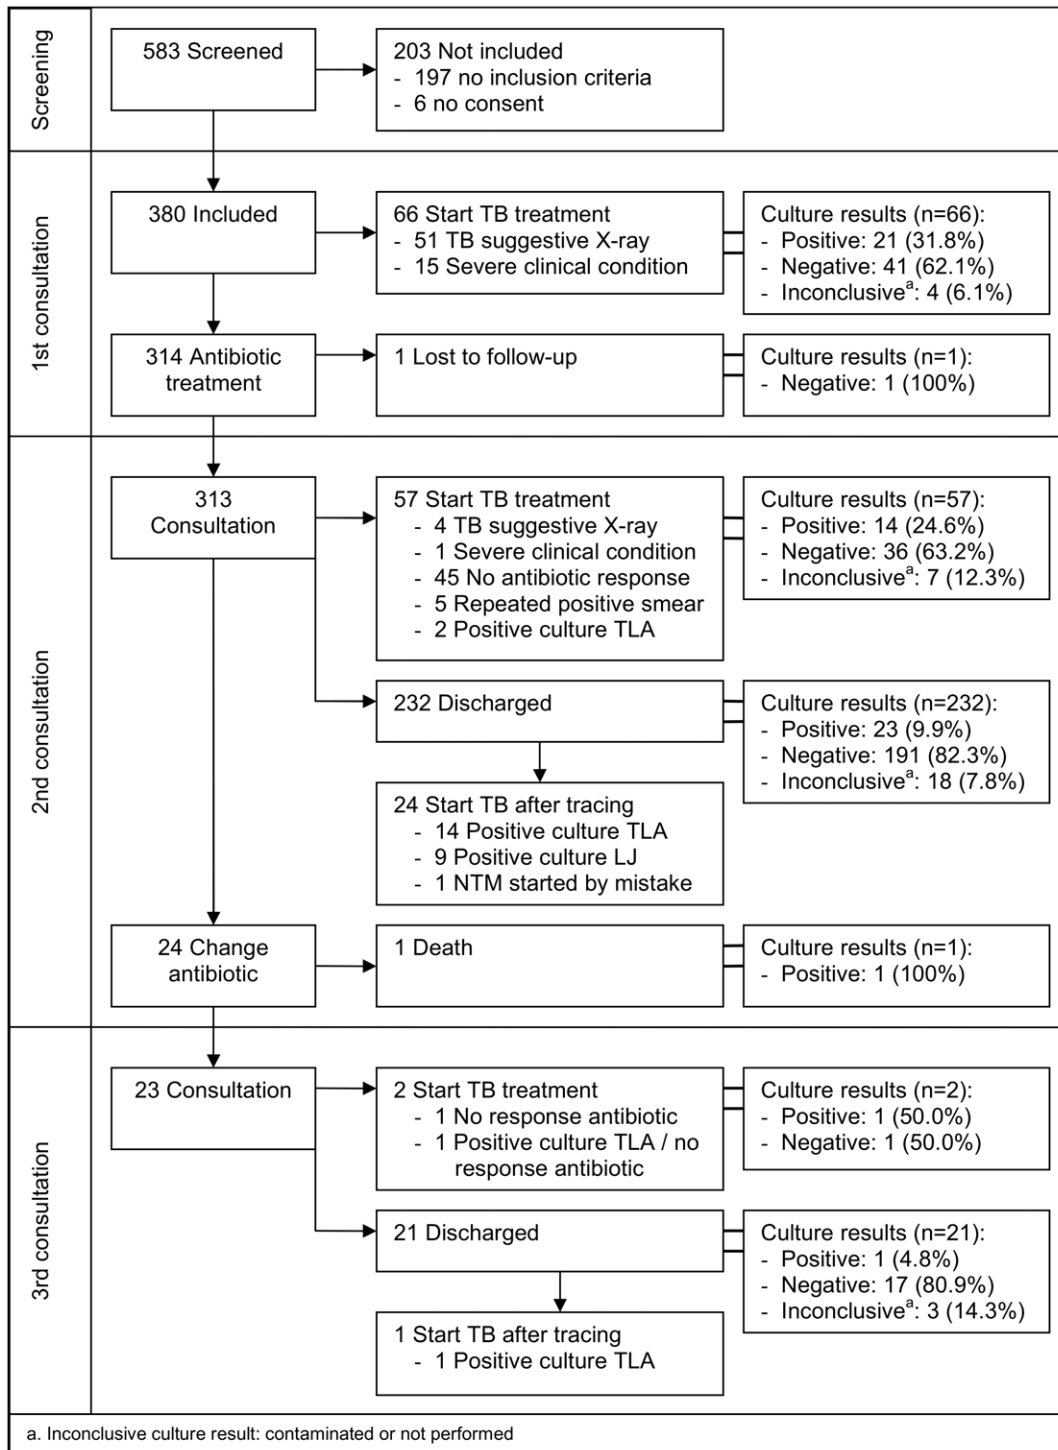 Screening
583 Screened
203 Not included
- 197 no inclusion criteria
- 6 no consent
1st consultation
380 Included
66 Start TB treatment
- 51 TB suggestive X-ray
- 15 Severe clinical condition
Culture results (n=66):
- Positive: 21 (31.8%)
- Negative: 41 (62.1%)
- Inconclusiveᵃ: 4 (6.1%)
314 Antibiotic
treatment
1 Lost to follow-up
Culture results (n=1):
- Negative: 1 (100%)
2nd consultation
313
Consultation
57 Start TB treatment
- 4 TB suggestive X-ray
- 1 Severe clinical condition
- 45 No antibiotic response
- 5 Repeated positive smear
- 2 Positive culture TLA
Culture results (n=57):
- Positive: 14 (24.6%)
- Negative: 36 (63.2%)
- Inconclusiveᵃ: 7 (12.3%)
232 Discharged
Culture results (n=232):
- Positive: 23 (9.9%)
- Negative: 191 (82.3%)
- Inconclusiveᵃ: 18 (7.8%)
24 Start TB after tracing
- 14 Positive culture TLA
- 9 Positive culture LJ
- 1 NTM started by mistake
24 Change
antibiotic
1 Death
Culture results (n=1):
- Positive: 1 (100%)
3rd consultation
23 Consultation
2 Start TB treatment
- 1 No response antibiotic
- 1 Positive culture TLA / no
response antibiotic
Culture results (n=2):
- Positive: 1 (50.0%)
- Negative: 1 (50.0%)
21 Discharged
Culture results (n=21):
- Positive: 1 (4.8%)
- Negative: 17 (80.9%)
- Inconclusiveᵃ: 3 (14.3%)
1 Start TB after tracing
- 1 Positive culture TLA
a. Inconclusive culture result: contaminated or not performed